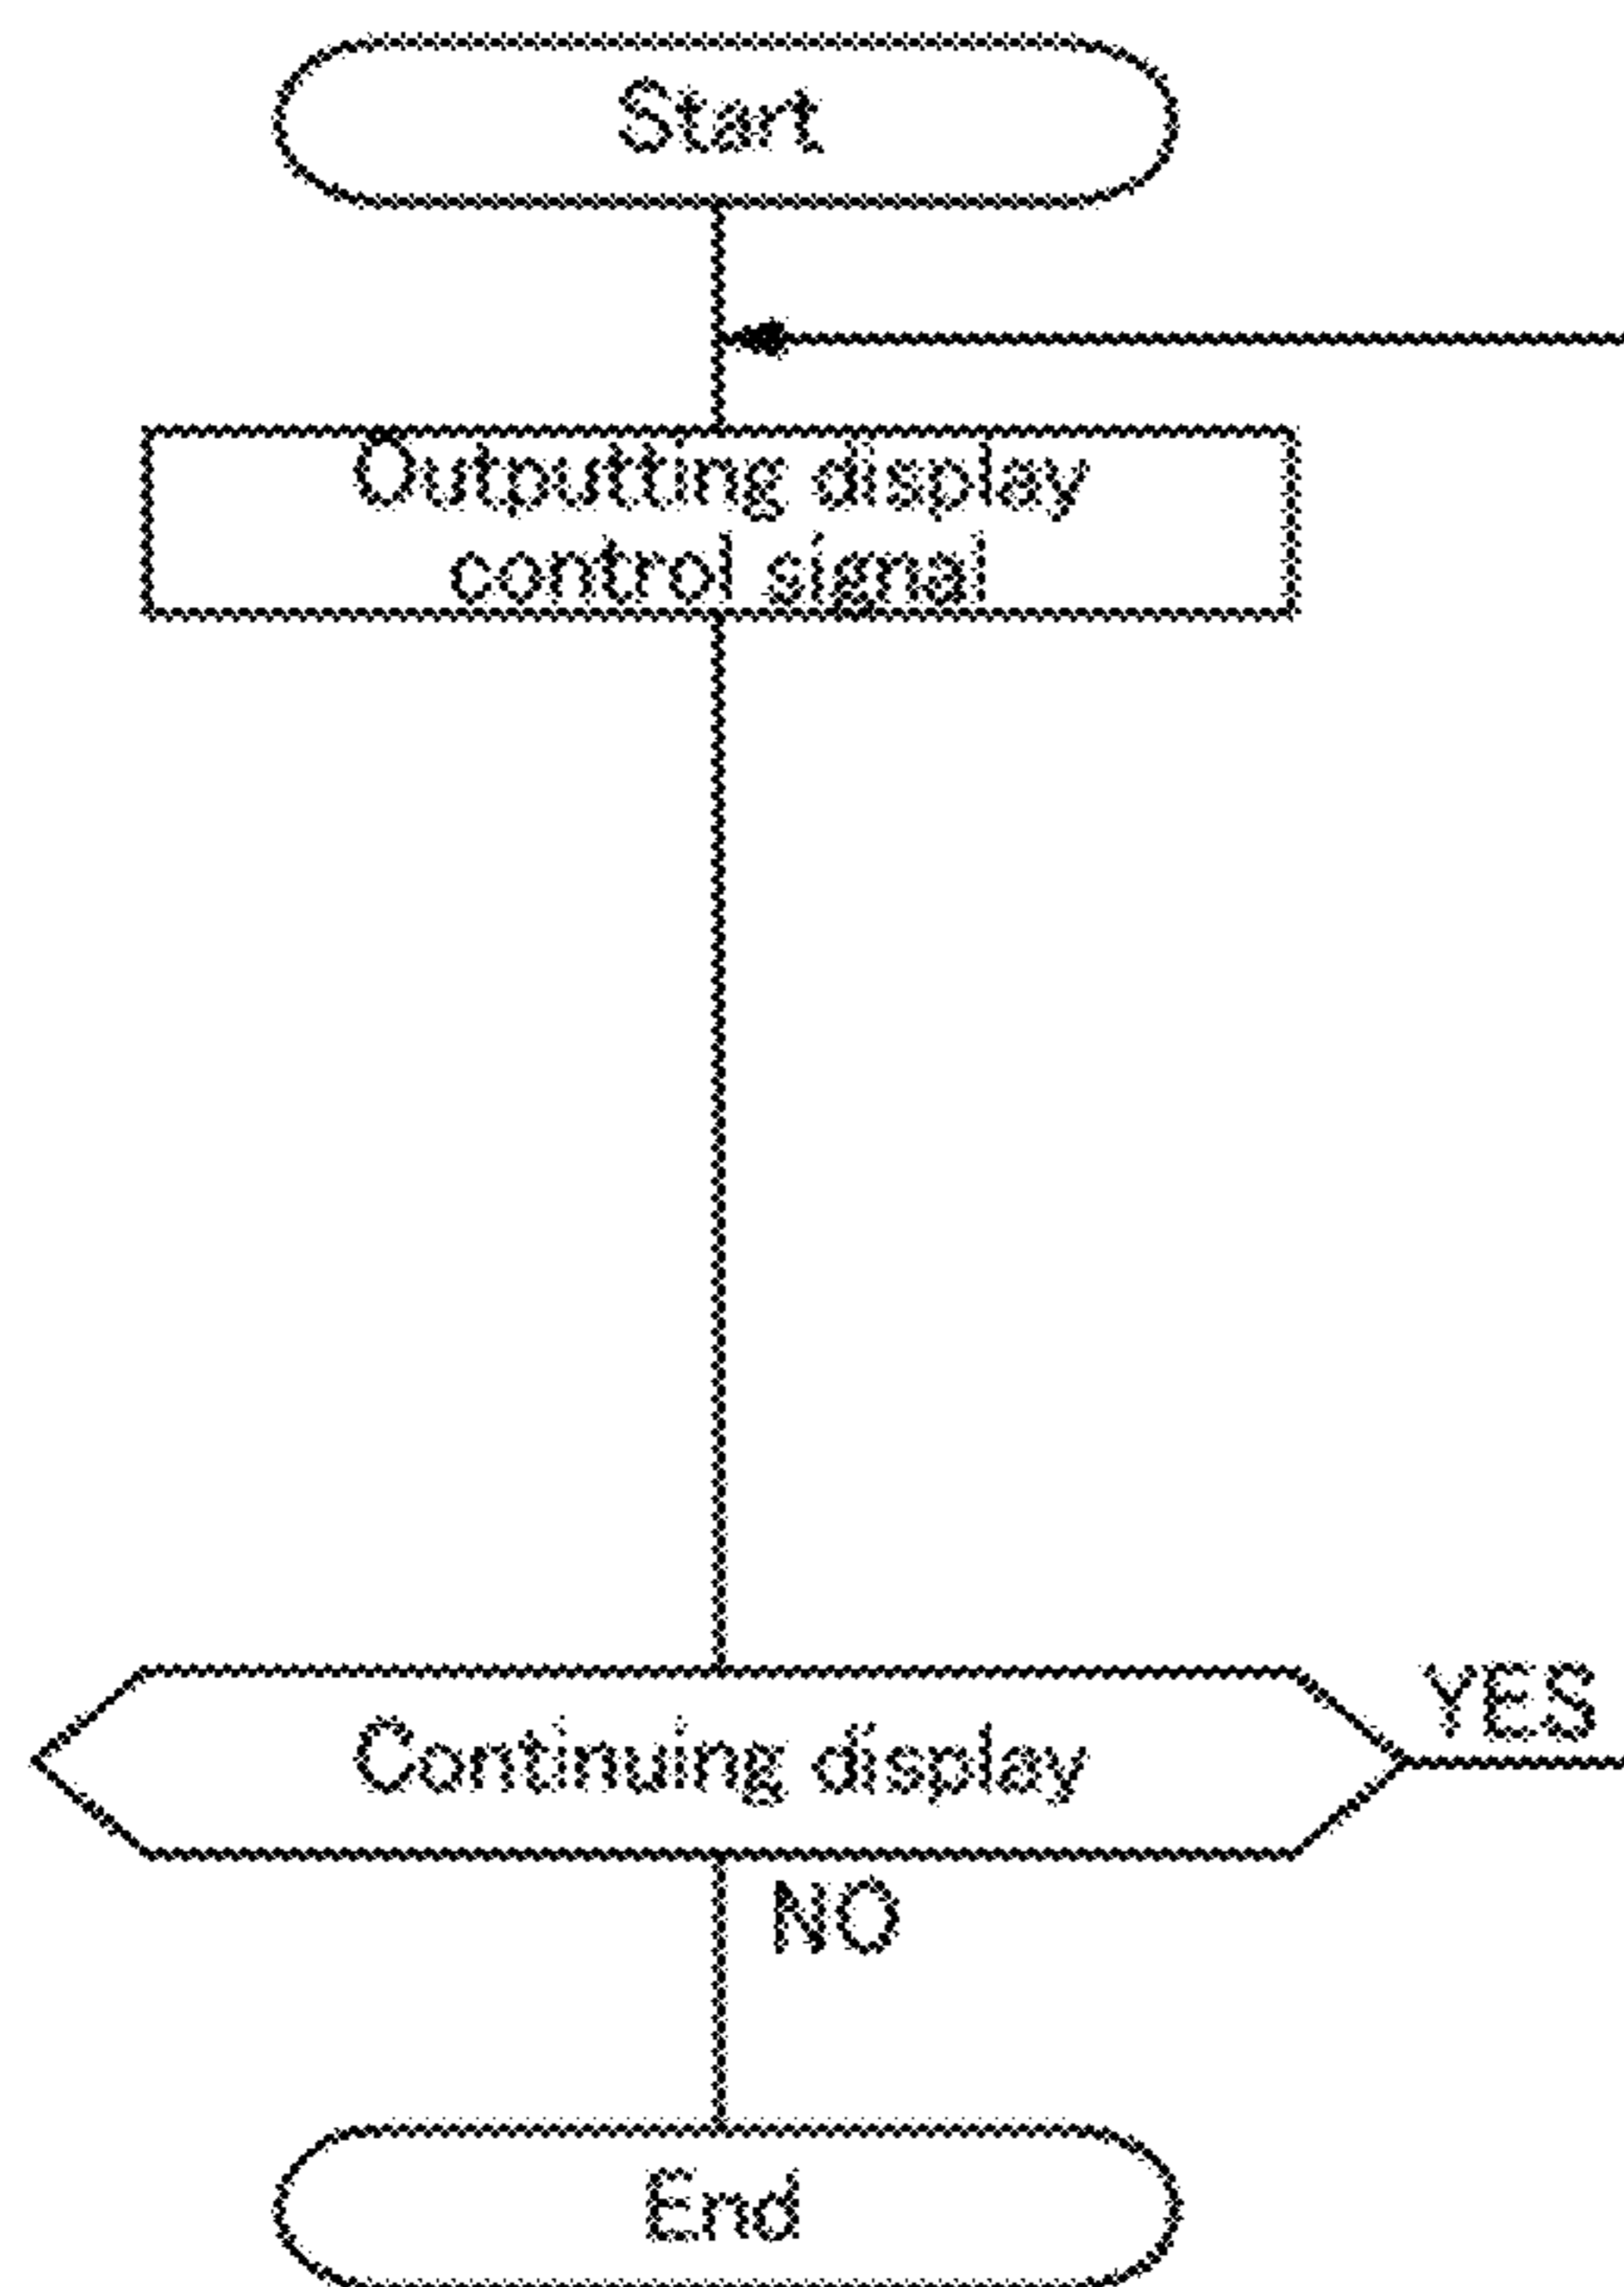 Start
Outputting display
control signal
YES
Continuing display
NO
End